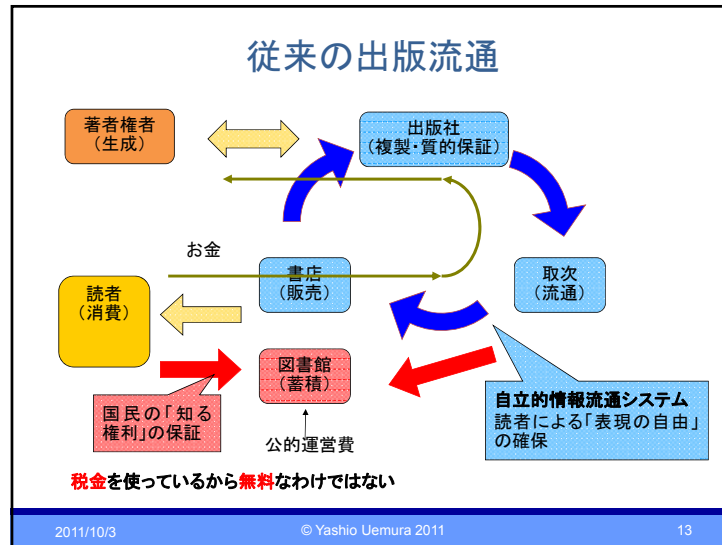 従来の出版流通
著者権者
(生成)
出版社
(複製・質的保証)
お金
書店
(販売)
取次
(流通)
読者
(消費)
図書館
(蓄積)
国民の「知る
権利」の保証
公的運営費
自立的情報流通システム
読者による「表現の自由」
の確保
税金を使っているから無料なわけではない
2011/10/3
© Yashio Uemura 2011
13